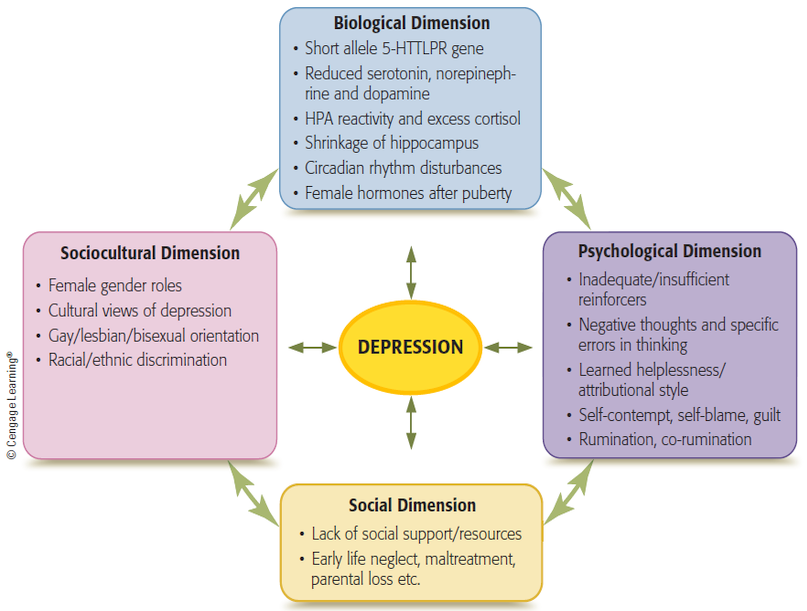 Biological Dimension
• Short allele 5-HTTLPR gene
• Reduced serotonin, norepineph-
rine and dopamine
• HPA reactivity and excess cortisol
• Shrinkage of hippocampus
• Circadian rhythm disturbances
• Female hormones after puberty
Sociocultural Dimension
• Female gender roles
• Cultural views of depression
• Gay/lesbian/bisexual orientation
• Racial/ethnic discrimination
DEPRESSION
Psychological Dimension
• Inadequate/insufficient
reinforcers
• Negative thoughts and specific
errors in thinking
• Learned helplessness/
attributional style
• Self-contempt, self-blame, guilt
• Rumination, co-rumination
Social Dimension
• Lack of social support/resources
• Early life neglect, maltreatment,
parental loss etc.
© Cengage Learning®